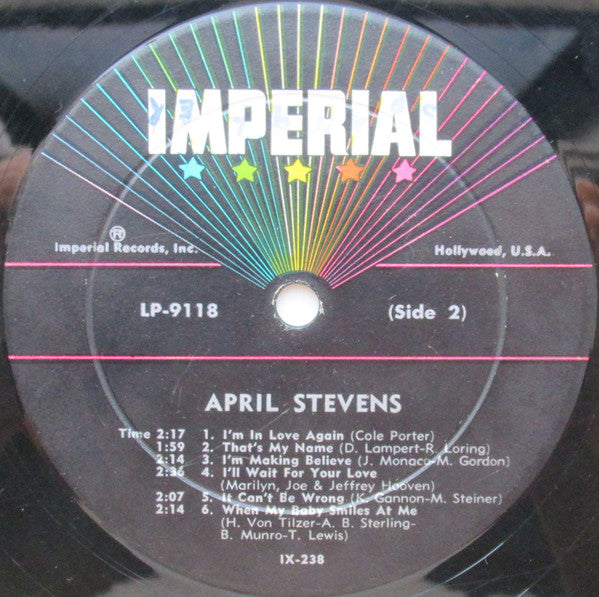 IMPERIAL
®
Imperial Records, Inc.
Hollywood, U.S.A.
LP-9118
(Side 2)
APRIL STEVENS
Time 2:17 1. I'm In Love Again (Cole Porter)
1:59 2. That's My Name (D. Lampert-R. Loring)
2:14 3. I'm Making Believe (J. Monaco-M. Gordon)
2:36 4. I'll Wait For Your Love
(Marilyn, Joe & Jeffrey Hooven)
2:07 5. It Can't Be Wrong (K. Gannon-M. Steiner)
2:14 6. When My Baby Smiles At Me
(H. Von Tilzer-A. B. Sterling-
B. Munro-T. Lewis)
IX-238